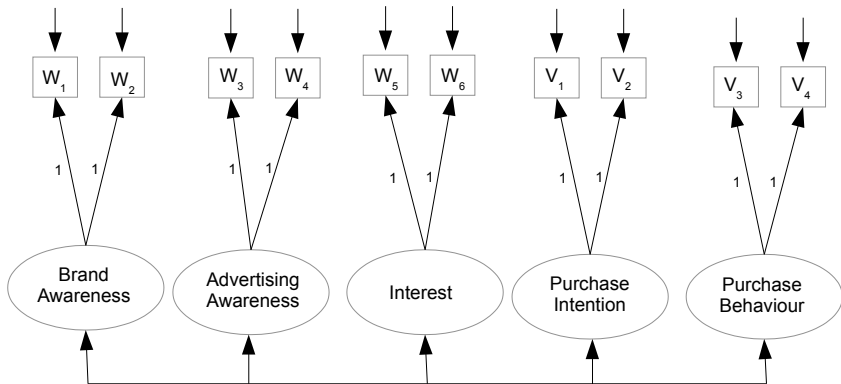 W1 W2 W3 W4 W5 W6 V1 V2 V3 V4
1 1 1 1 1 1 1 1 1 1
Brand
Awareness
Advertising
Awareness
Interest
Purchase
Intention
Purchase
Behaviour